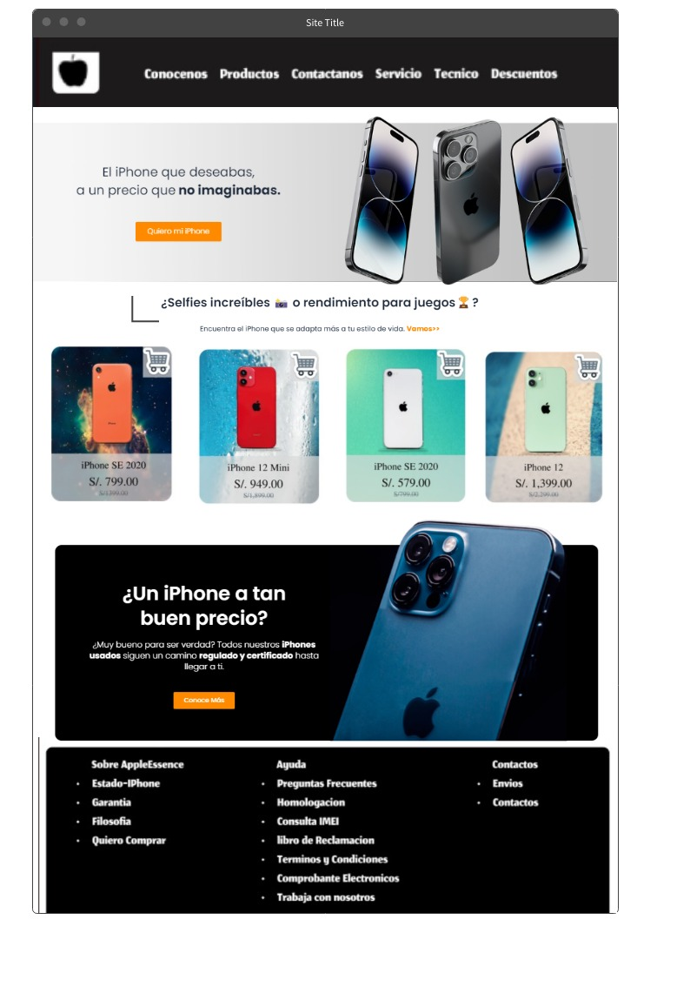 Site Title
Conocenos Productos Contactanos Servicio Tecnico Descuentos
El iPhone que deseabas,
a un precio que no imaginabas.
Quiero mi iPhone
¿Selfies increíbles 📸 o rendimiento para juegos 🏆 ?
Encuentra el iPhone que se adapta más a tu estilo de vida. Vamos>>
iPhone SE 2020
S/. 799.00
S/1399.00
iPhone 12 Mini
S/. 949.00
S/1,899.00
iPhone SE 2020
S/. 579.00
S/799.00
iPhone 12
S/. 1,399.00
S/2,299.00
¿Un iPhone a tan
buen precio?
¿Muy bueno para ser verdad? Todos nuestros iPhones
usados siguen un camino regulado y certificado hasta
llegar a ti.
Conoce Más
Sobre AppleEssence
• Estado-IPhone
• Garantia
• Filosofia
• Quiero Comprar
Ayuda
• Preguntas Frecuentes
• Homologacion
• Consulta IMEI
• libro de Reclamacion
• Terminos y Condiciones
• Comprobante Electronicos
• Trabaja con nosotros
Contactos
• Envios
• Contactos